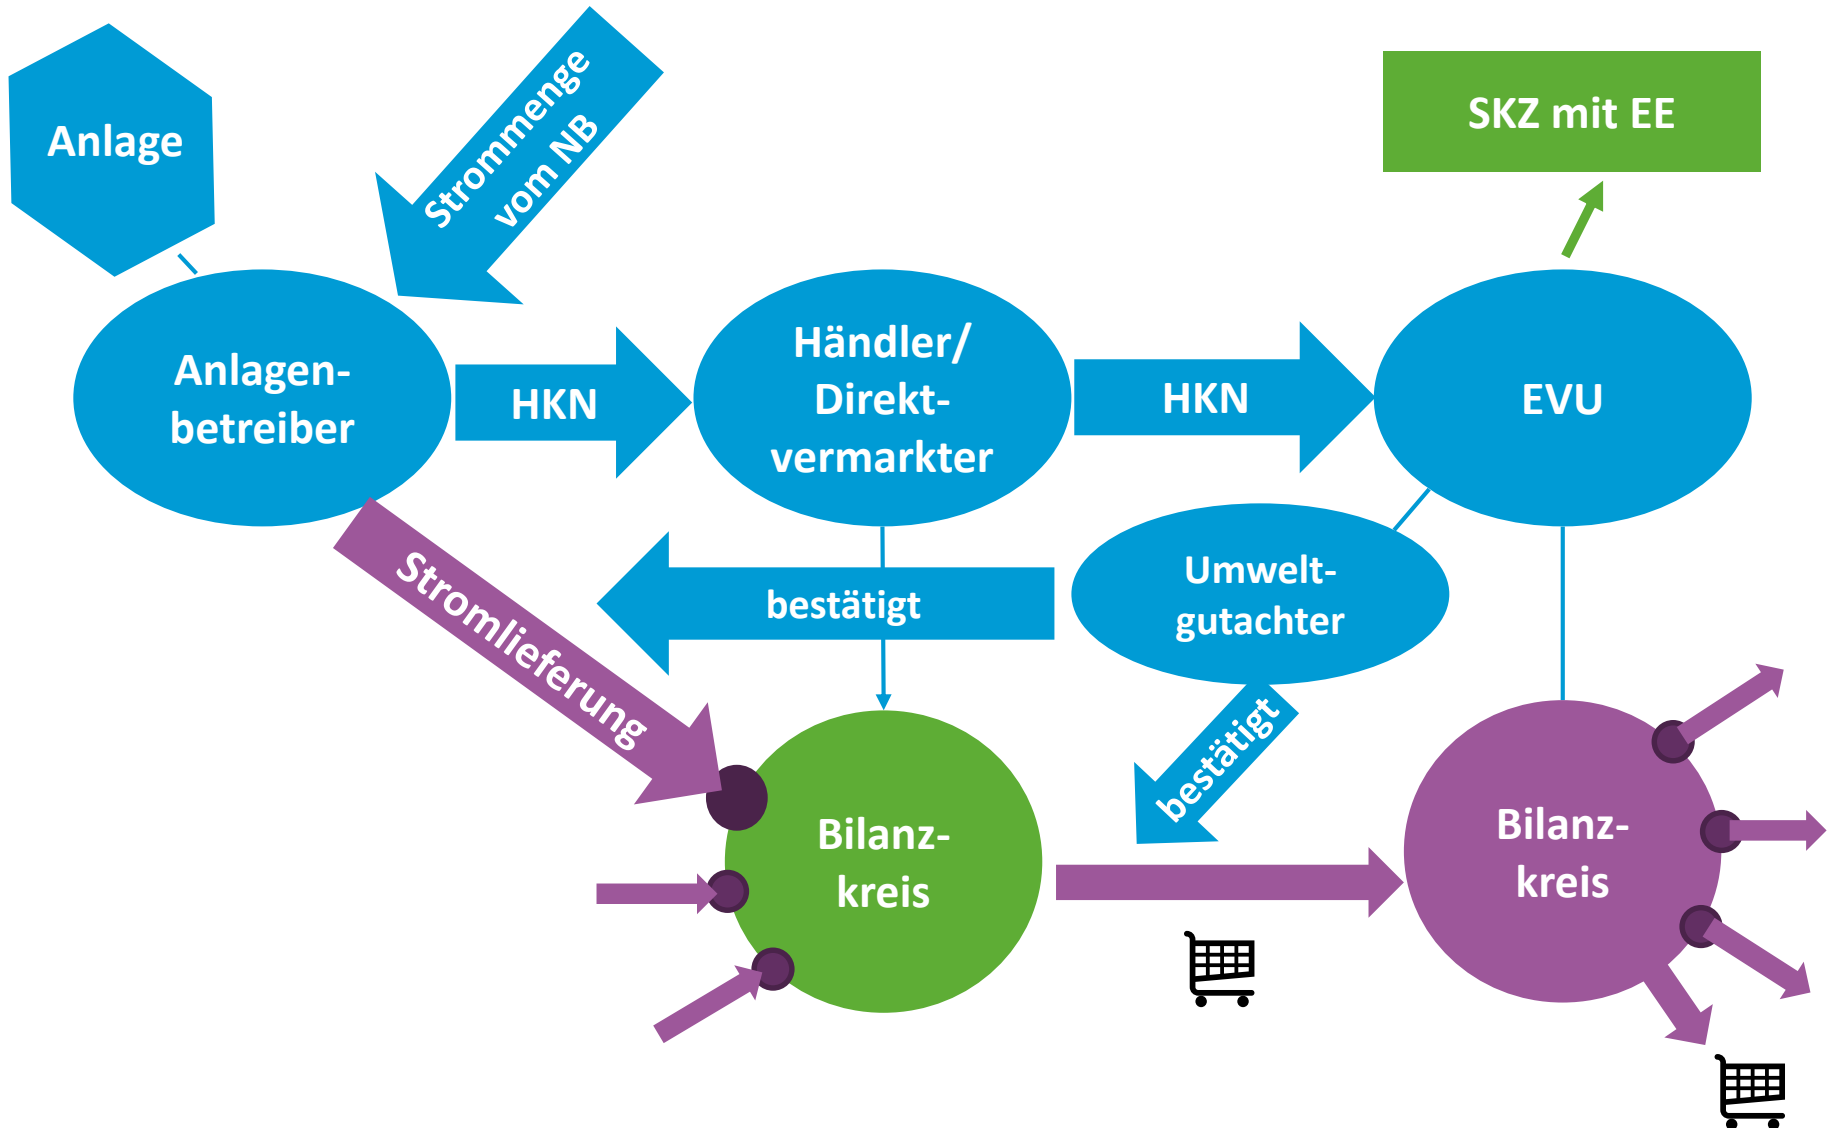 Anlage
Strommenge
vom NB
SKZ mit EE
Anlagen-
betreiber
HKN
Händler/
Direkt-
vermarkter
HKN
EVU
Stromlieferung
bestätigt
Umwelt-
gutachter
bestätigt
Bilanz-
kreis
Bilanz-
kreis